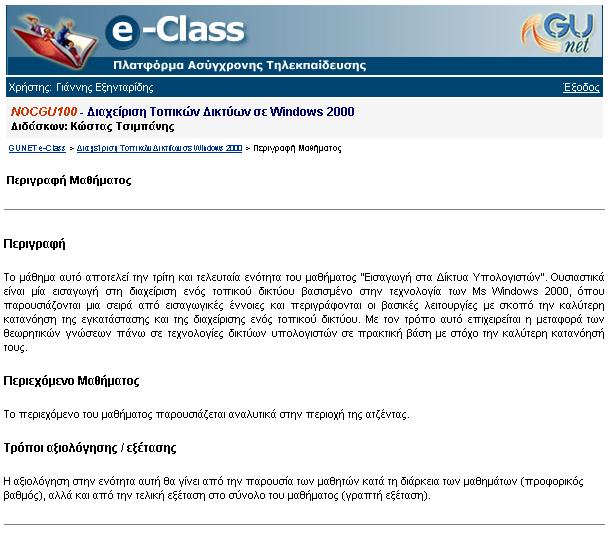 e-Class
GU
net
Πλατφόρμα Ασύγχρονης Τηλεκπαίδευσης
Χρήστης: Γιάννης Εξηνταρίδης Έξοδος
NOCGU100 - Διαχείριση Τοπικών Δικτύων σε Windows 2000
Διδάσκων: Κώστας Τσιμπάνης
GUNET e-Class > Διαχείριση Τοπικών Δικτύων σε Windows 2000 > Περιγραφή Μαθήματος
Περιγραφή Μαθήματος
Περιγραφή
Το μάθημα αυτό αποτελεί την τρίτη και τελευταία ενότητα του μαθήματος "Εισαγωγή στα Δίκτυα Υπολογιστών". Ουσιαστικά
είναι μία εισαγωγή στη διαχείριση ενός τοπικού δικτύου βασισμένο στην τεχνολογία των Ms Windows 2000, όπου
παρουσιάζονται μια σειρά από εισαγωγικές έννοιες και περιγράφονται οι βασικές λειτουργίες με σκοπό την καλύτερη
κατανόηση της εγκατάστασης και της διαχείρισης ενός τοπικού δικτύου. Με τον τρόπο αυτό επιχειρείται η μεταφορά των
θεωρητικών γνώσεων πάνω σε τεχνολογίες δικτύων υπολογιστών σε πρακτική βάση με στόχο την καλύτερη κατανόησή
τους.
Περιεχόμενο Μαθήματος
Το περιεχόμενο του μαθήματος παρουσιάζεται αναλυτικά στην περιοχή της ατζέντας.
Τρόποι αξιολόγησης / εξέτασης
Η αξιολόγηση στην ενότητα αυτή θα γίνει από την παρουσία των μαθητών κατά τη διάρκεια των μαθημάτων (προφορικός
βαθμός), αλλά και από την τελική εξέταση στο σύνολο του μαθήματος (γραπτή εξέταση).